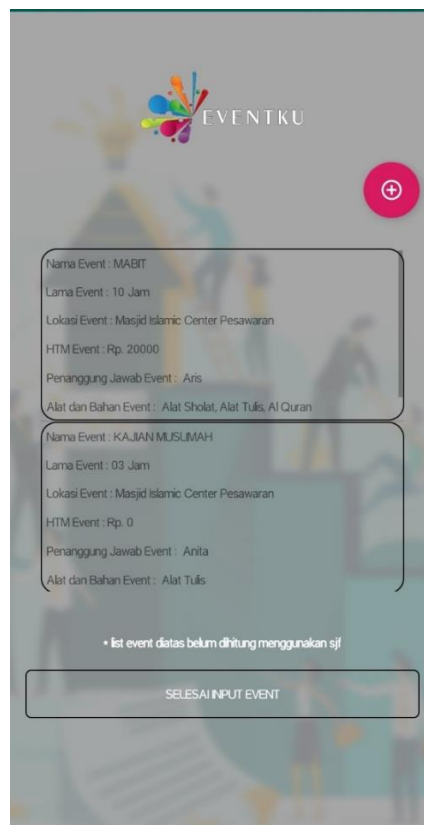 EVENTKU
Nama Event : MABIT
Lama Event : 10 Jam
Lokasi Event : Masjid Islamic Center Pesawaran
HTM Event : Rp. 20000
Penanggung Jawab Event : Aris
Alat dan Bahan Event : Alat Sholat, Alat Tulis, Al Quran
Nama Event : KAJIAN MUSLIMAH
Lama Event : 03 Jam
Lokasi Event : Masjid Islamic Center Pesawaran
HTM Event : Rp. 0
Penanggung Jawab Event : Anita
Alat dan Bahan Event : Alat Tulis
* list event diatas belum dihitung menggunakan sjf
SELESAI INPUT EVENT